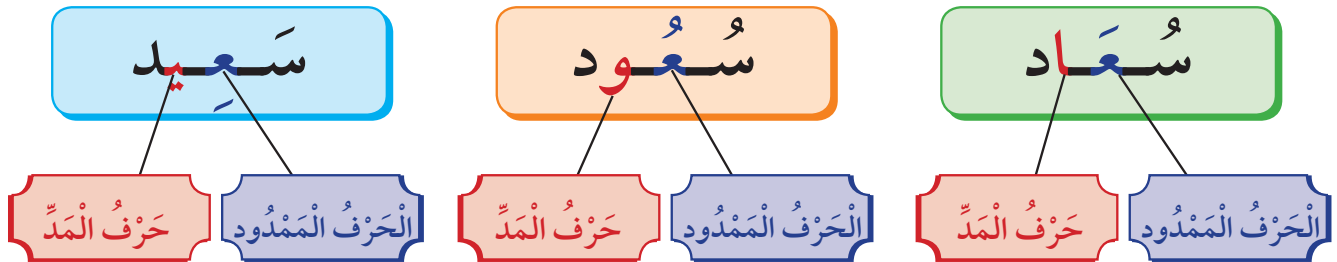 سُعَاد سُعُود سَعِيد
الْحَرْفُ الْمَمْدُود حَرْفُ الْمَدِّ الْحَرْفُ الْمَمْدُود حَرْفُ الْمَدِّ الْحَرْفُ الْمَمْدُود حَرْفُ الْمَدِّ